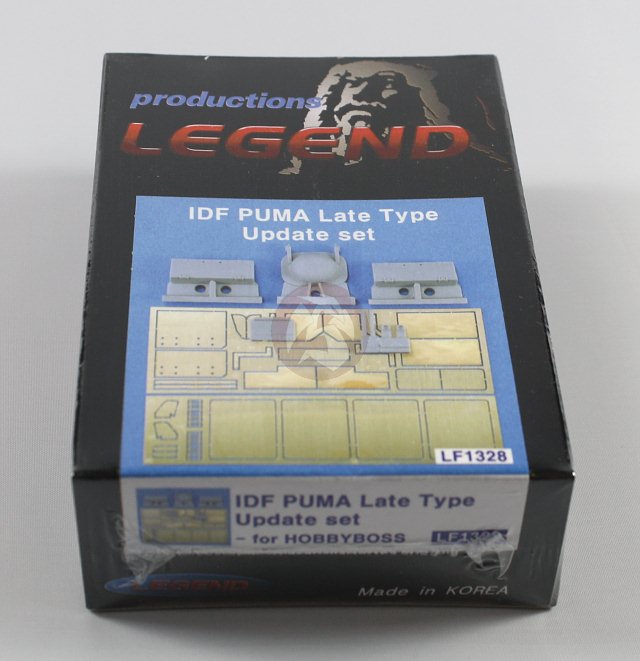 productions
LEGEND
IDF PUMA Late Type
Update set
LF1328
IDF PUMA Late Type
Update set
- for HOBBYBOSS
LF1328
LEGEND
Made in KOREA